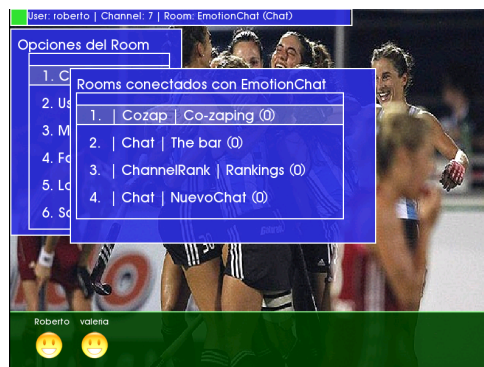 User: roberto | Channel: 7 | Room: EmotionChat (Chat)
Opciones del Room
1. C
2. Us
3. M
4. Fa
5. Lo
6. Sa
Rooms conectados con EmotionChat
1. | Cozap | Co-zaping (0)
2. | Chat | The bar (0)
3. | ChannelRank | Rankings (0)
4. | Chat | NuevoChat (0)
Roberto valeria